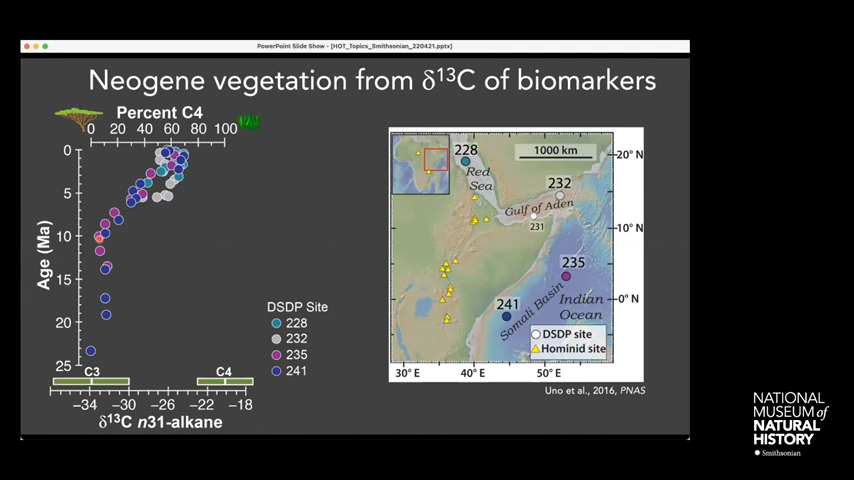 PowerPoint Slide Show - [HOT_Topics_Smithsonian_220421.pptx]
Neogene vegetation from δ13C of biomarkers
Percent C4
0 20 40 60 80 100
Age (Ma)
0
5
10
15
20
25
C3 C4
−34 −30 −26 −22 −18
δ13C n31-alkane
DSDP Site
228
232
235
241
228
1000 km
20° N
Red
Sea
232
Gulf of Aden
231
10° N
235
241
Somali Basin
Indian
Ocean
0° N
DSDP site
Hominid site
30° E 40° E 50° E
Uno et al., 2016, PNAS
NATIONAL
MUSEUM of
NATURAL
HISTORY
Smithsonian